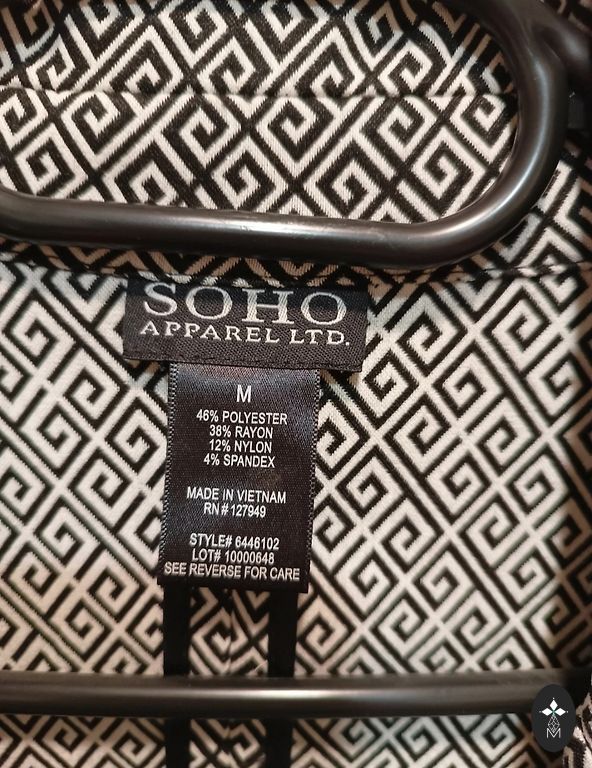 SOHO
APPAREL LTD.
M
46% POLYESTER
38% RAYON
12% NYLON
4% SPANDEX
MADE IN VIETNAM
RN# 127949
STYLE# 6446102
LOT# 10000648
SEE REVERSE FOR CARE
M